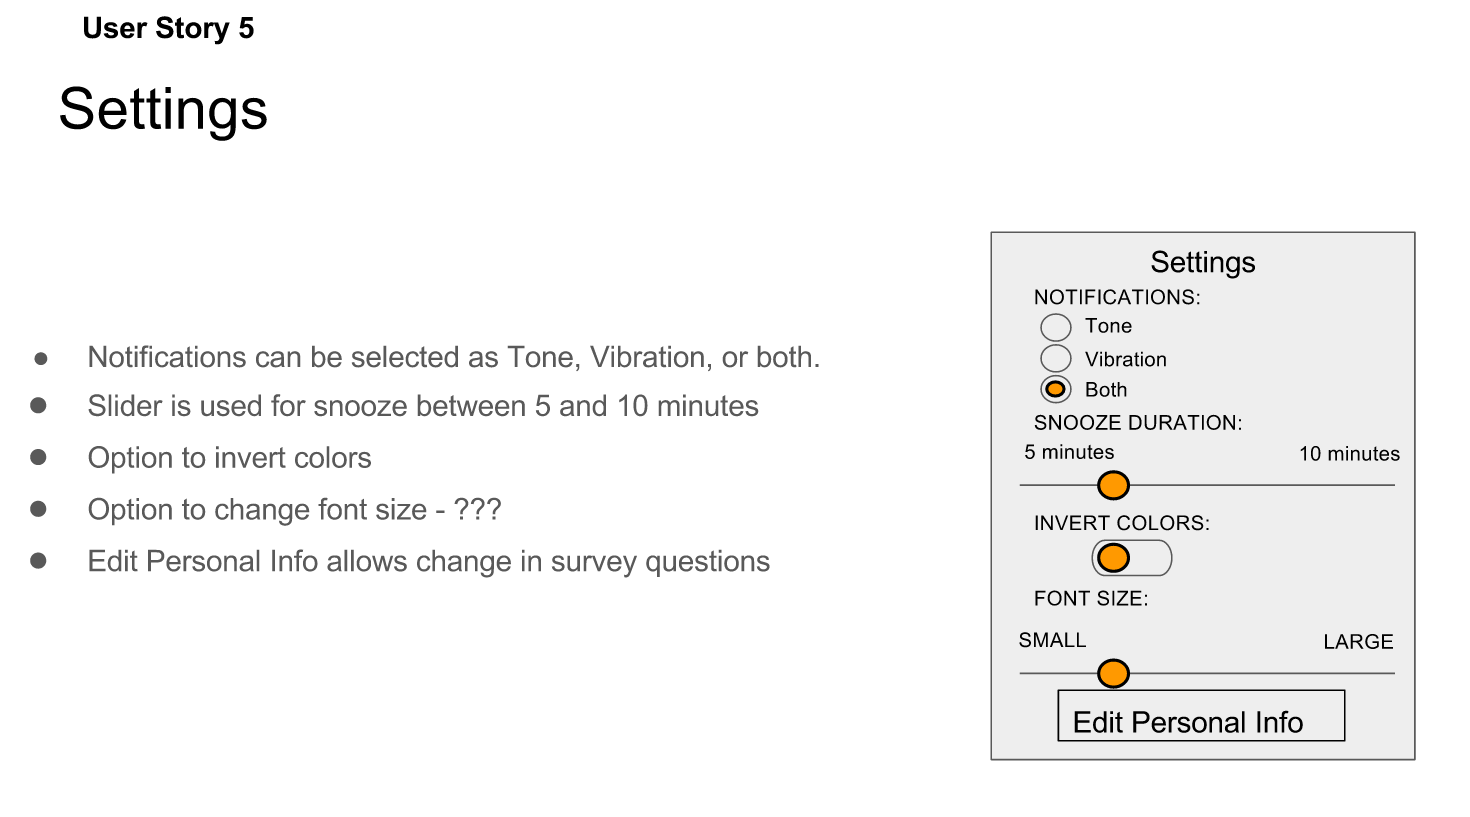 User Story 5
Settings
● Notifications can be selected as Tone, Vibration, or both.
● Slider is used for snooze between 5 and 10 minutes
● Option to invert colors
● Option to change font size - ???
● Edit Personal Info allows change in survey questions
Settings
NOTIFICATIONS:
Tone
Vibration
Both
SNOOZE DURATION:
5 minutes 10 minutes
INVERT COLORS:
FONT SIZE:
SMALL LARGE
Edit Personal Info